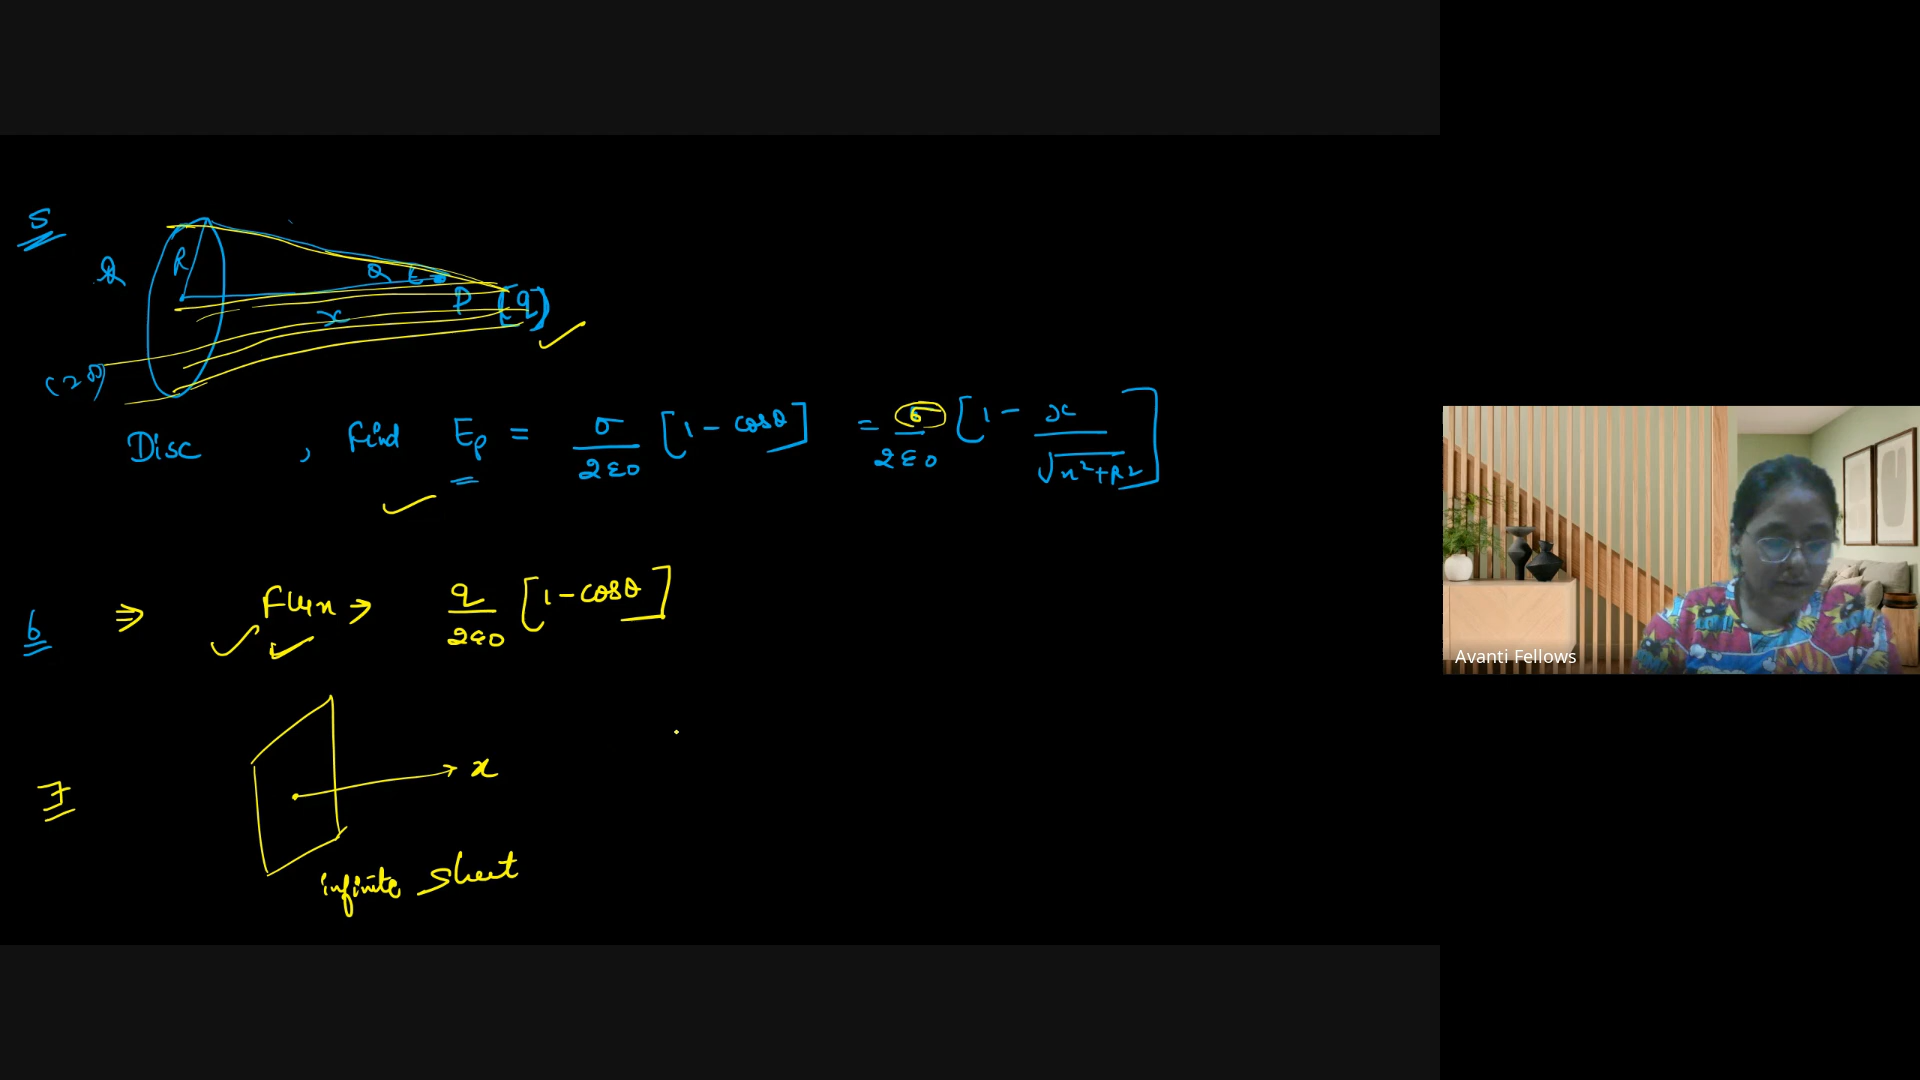 5
R
θ
P (q)
x
Disc , Find Ep = σ/2ε0 [1 - cosθ] = σ/2ε0 [1 - x/√x²+R²]
6 ⇒ Flux → q/2ε0 [1 - cosθ]
7
x
infinite sheet
Avanti Fellows